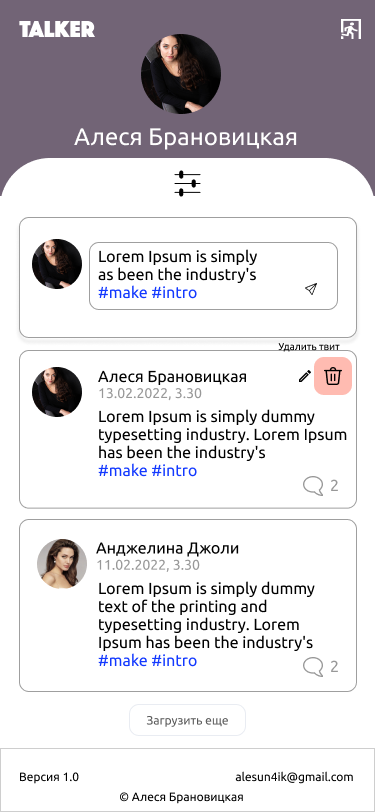 TALKER
Алеся Брановицкая
Lorem Ipsum is simply
as been the industry's
#make #intro
Удалить твит
Алеся Брановицкая
13.02.2022, 3.30
Lorem Ipsum is simply dummy
typesetting industry. Lorem Ipsum
has been the industry's
#make #intro
2
Анджелина Джоли
11.02.2022, 3.30
Lorem Ipsum is simply dummy
text of the printing and
typesetting industry. Lorem
Ipsum has been the industry's
#make #intro
2
Загрузить еще
Версия 1.0
alesun4ik@gmail.com
© Алеся Брановицкая